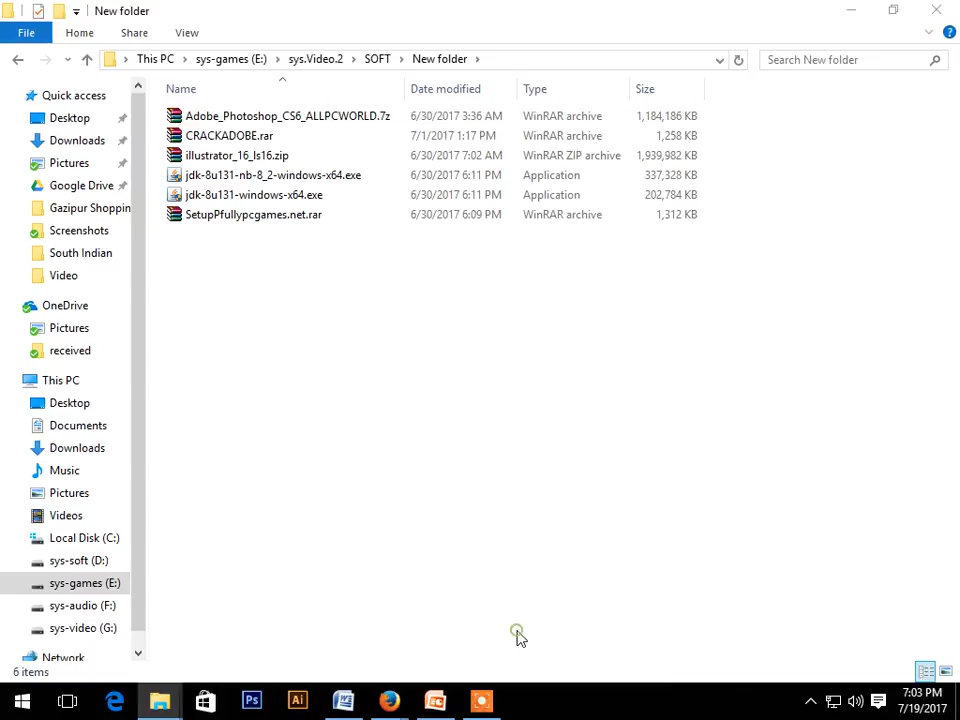 New folder
File Home Share View
This PC sys-games (E:) sys.Video.2 SOFT New folder
Search New folder
Name Date modified Type Size
Adobe_Photoshop_CS6_ALLPCWORLD.7z 6/30/2017 3:36 AM WinRAR archive 1,184,186 KB
CRACKADOBE.rar 7/1/2017 1:17 PM WinRAR archive 1,258 KB
illustrator_16_ls16.zip 6/30/2017 7:02 AM WinRAR ZIP archive 1,939,982 KB
jdk-8u131-nb-8_2-windows-x64.exe 6/30/2017 6:11 PM Application 337,328 KB
jdk-8u131-windows-x64.exe 6/30/2017 6:11 PM Application 202,784 KB
SetupPfullypcgames.net.rar 6/30/2017 6:09 PM WinRAR archive 1,312 KB
Quick access
Desktop
Downloads
Pictures
Google Drive
Gazipur Shoppin
Screenshots
South Indian
Video
OneDrive
Pictures
received
This PC
Desktop
Documents
Downloads
Music
Pictures
Videos
Local Disk (C:)
sys-soft (D:)
sys-games (E:)
sys-audio (F:)
sys-video (G:)
Network
6 items
Ps Ai
7:03 PM
7/19/2017